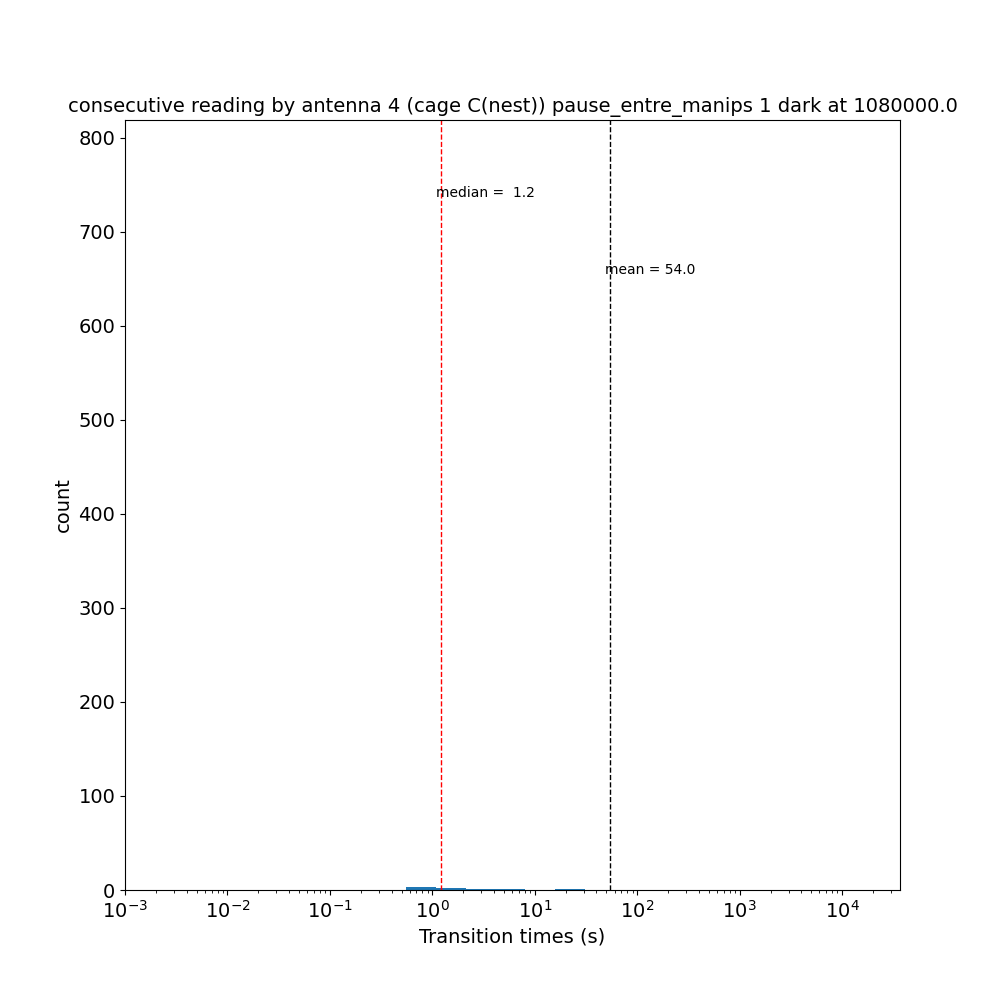 consecutive reading by antenna 4 (cage C(nest)) pause_entre_manips 1 dark at 1080000.0
800
median =  1.2
700
mean = 54.0
600
500
count
400
300
200
100
0
10⁻³ 10⁻² 10⁻¹ 10⁰ 10¹ 10² 10³ 10⁴
Transition times (s)